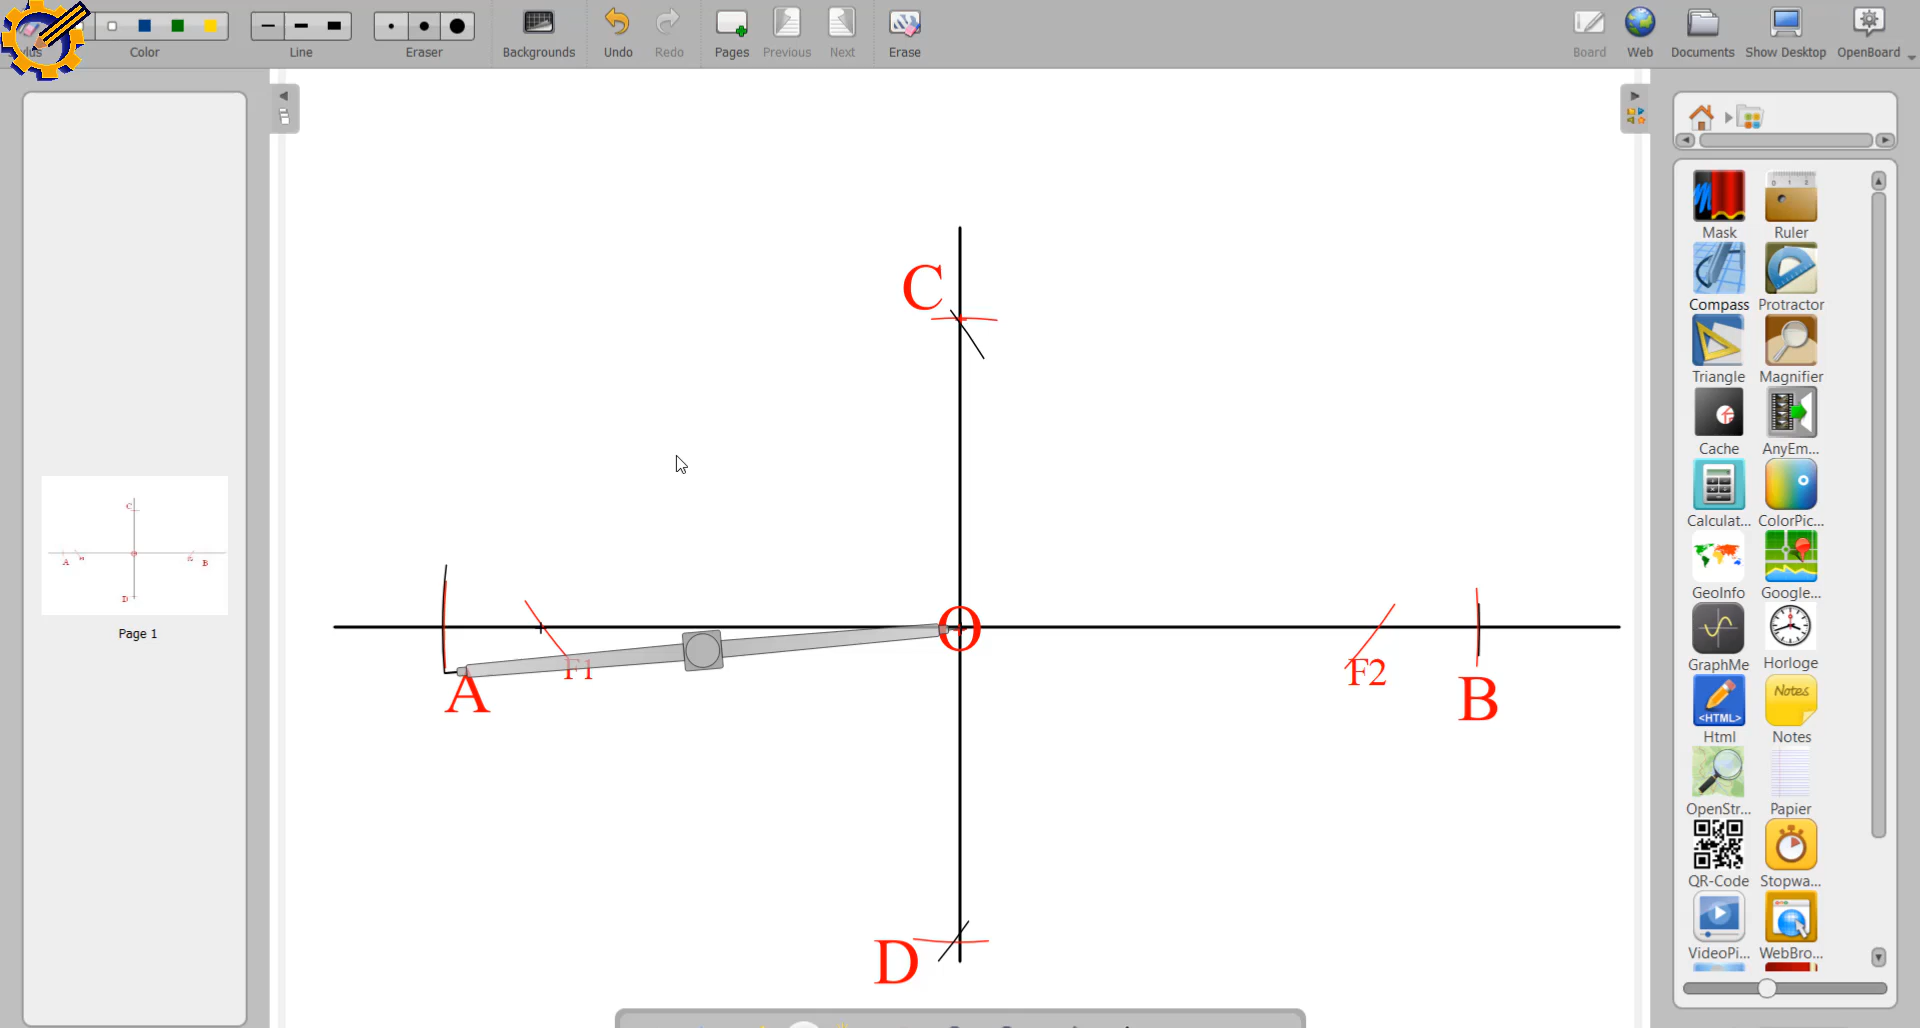 Color
Line
Eraser
Backgrounds
Undo
Redo
Pages
Previous
Next
Erase
Board
Web
Documents
Show Desktop
OpenBoard
C
A
F1
O
F2
B
D
C
A
B
D
Page 1
Mask
Ruler
Compass
Protractor
Triangle
Magnifier
Cache
AnyEm...
Calculat...
ColorPic...
GeoInfo
Google...
GraphMe
Horloge
<HTML>
Notes
Html
Notes
OpenStr...
Papier
QR-Code
Stopwa...
VideoPi...
WebBro...